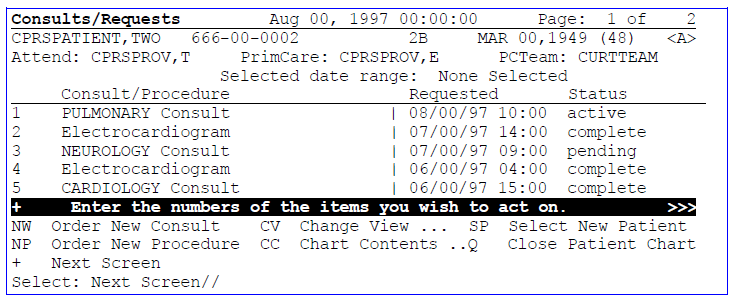 Consults/Requests Aug 00, 1997 00:00:00 Page: 1 of 2
CPRSPATIENT,TWO 666-00-0002 2B MAR 00,1949 (48) <A>
Attend: CPRSPROV,T PrimCare: CPRSPROV,E PCTeam: CURTTEAM
Selected date range: None Selected
Consult/Procedure Requested Status
1 PULMONARY Consult | 08/00/97 10:00 active
2 Electrocardiogram | 07/00/97 14:00 complete
3 NEUROLOGY Consult | 07/00/97 09:00 pending
4 Electrocardiogram | 06/00/97 04:00 complete
5 CARDIOLOGY Consult | 06/00/97 15:00 complete
+ Enter the numbers of the items you wish to act on. >>>
NW Order New Consult CV Change View ... SP Select New Patient
NP Order New Procedure CC Chart Contents ..Q Close Patient Chart
+ Next Screen
Select: Next Screen//